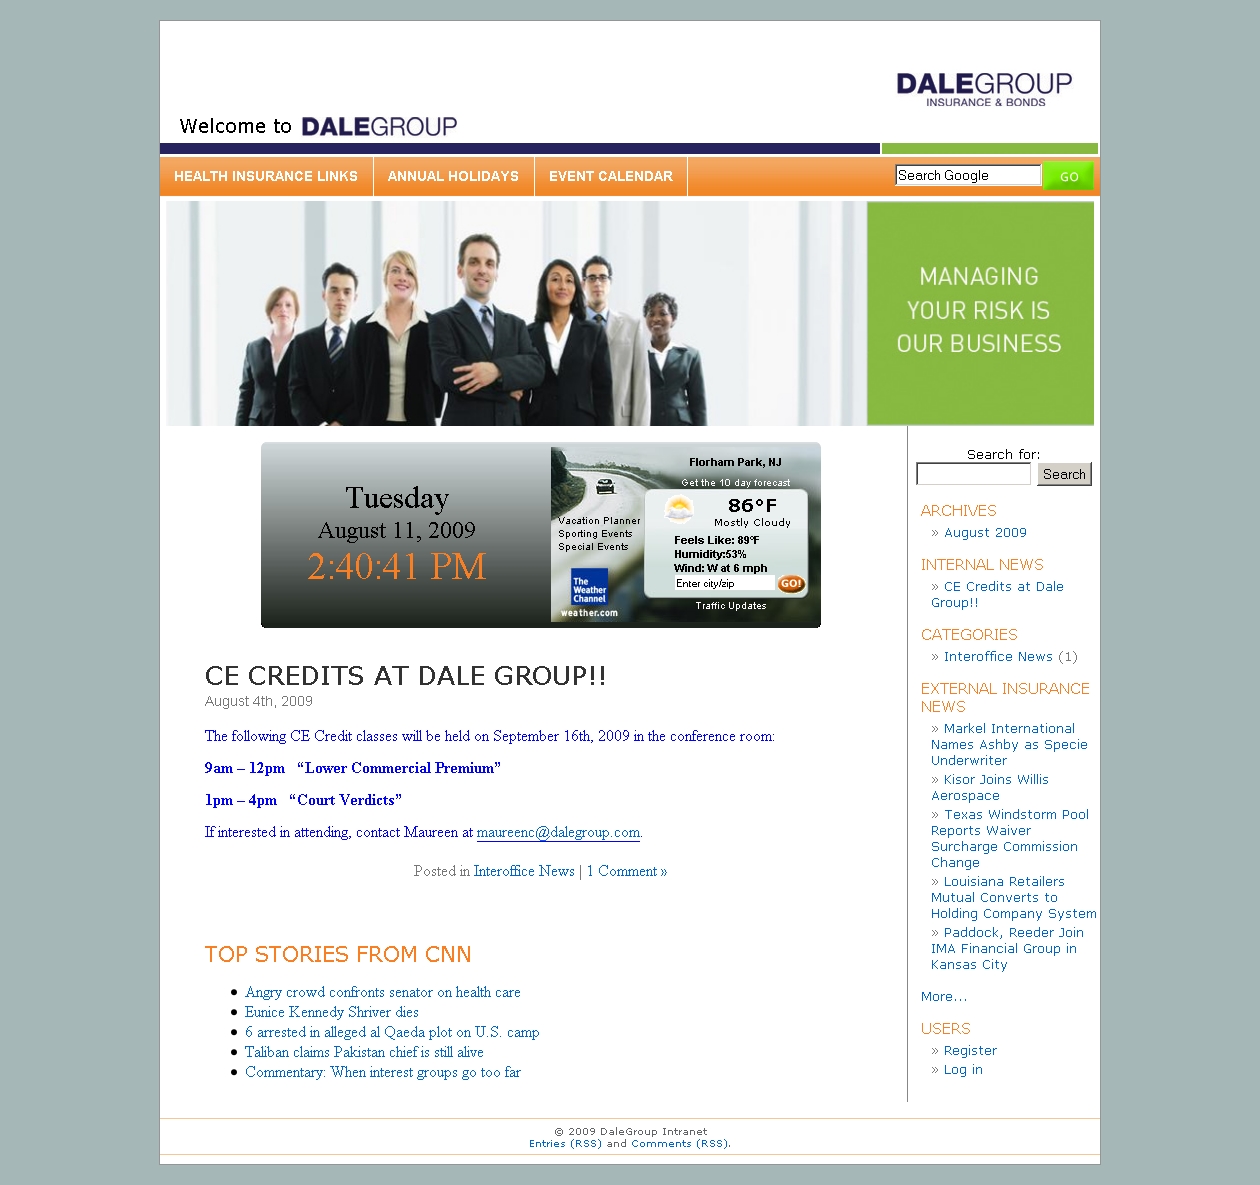 DALEGROUP
INSURANCE & BONDS
Welcome to DALEGROUP
HEALTH INSURANCE LINKS
ANNUAL HOLIDAYS
EVENT CALENDAR
Search Google
GO
MANAGING
YOUR RISK IS
OUR BUSINESS
Tuesday
August 11, 2009
2:40:41 PM
Florham Park, NJ
Get the 10 day forecast
86°F
Mostly Cloudy
Vacation Planner
Sporting Events
Special Events
Feels Like: 89°F
Humidity:53%
Wind: W at 6 mph
Enter city/zip
GO!
The
Weather
Channel
weather.com
Traffic Updates
CE CREDITS AT DALE GROUP!!
August 4th, 2009
The following CE Credit classes will be held on September 16th, 2009 in the conference room:
9am – 12pm “Lower Commercial Premium”
1pm – 4pm “Court Verdicts”
If interested in attending, contact Maureen at maureenc@dalegroup.com.
Posted in Interoffice News | 1 Comment »
TOP STORIES FROM CNN
Angry crowd confronts senator on health care
Eunice Kennedy Shriver dies
6 arrested in alleged al Qaeda plot on U.S. camp
Taliban claims Pakistan chief is still alive
Commentary: When interest groups go too far
Search for:
Search
ARCHIVES
» August 2009
INTERNAL NEWS
» CE Credits at Dale
Group!!
CATEGORIES
» Interoffice News (1)
EXTERNAL INSURANCE
NEWS
» Markel International
Names Ashby as Specie
Underwriter
» Kisor Joins Willis
Aerospace
» Texas Windstorm Pool
Reports Waiver
Surcharge Commission
Change
» Louisiana Retailers
Mutual Converts to
Holding Company System
» Paddock, Reeder Join
IMA Financial Group in
Kansas City
More...
USERS
» Register
» Log in
© 2009 DaleGroup Intranet
Entries (RSS) and Comments (RSS).